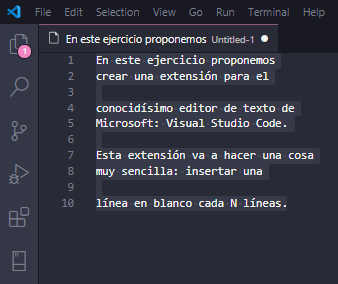 File Edit Selection View Go Run Terminal Help
En este ejercicio proponemos Untitled-1
1
1 En este ejercicio proponemos
2 crear una extensión para el
3
4 conocidísimo editor de texto de
5 Microsoft: Visual Studio Code.
6
7 Esta extensión va a hacer una cosa
8 muy sencilla: insertar una
9
10 línea en blanco cada N líneas.